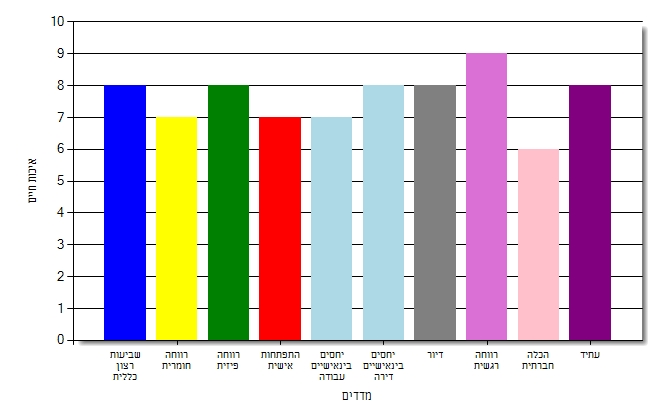 10
9
8
7
6
5
4
3
2
1
0
איכות חיים
שביעות
רצון
כללית
רווחה
חומרית
רווחה
פיזית
התפתחות
אישית
יחסים
בינאישיים
עבודה
יחסים
בינאישיים
דירה
דיור
רווחה
רגשית
הכלה
חברתית
עתיד
מדדים